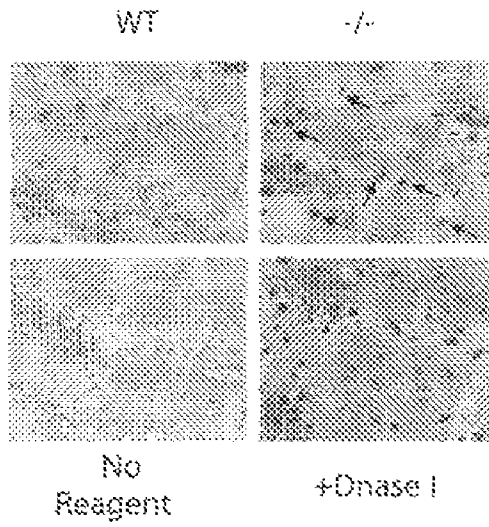 WT
-/-
No
Reagent
+Dnase I